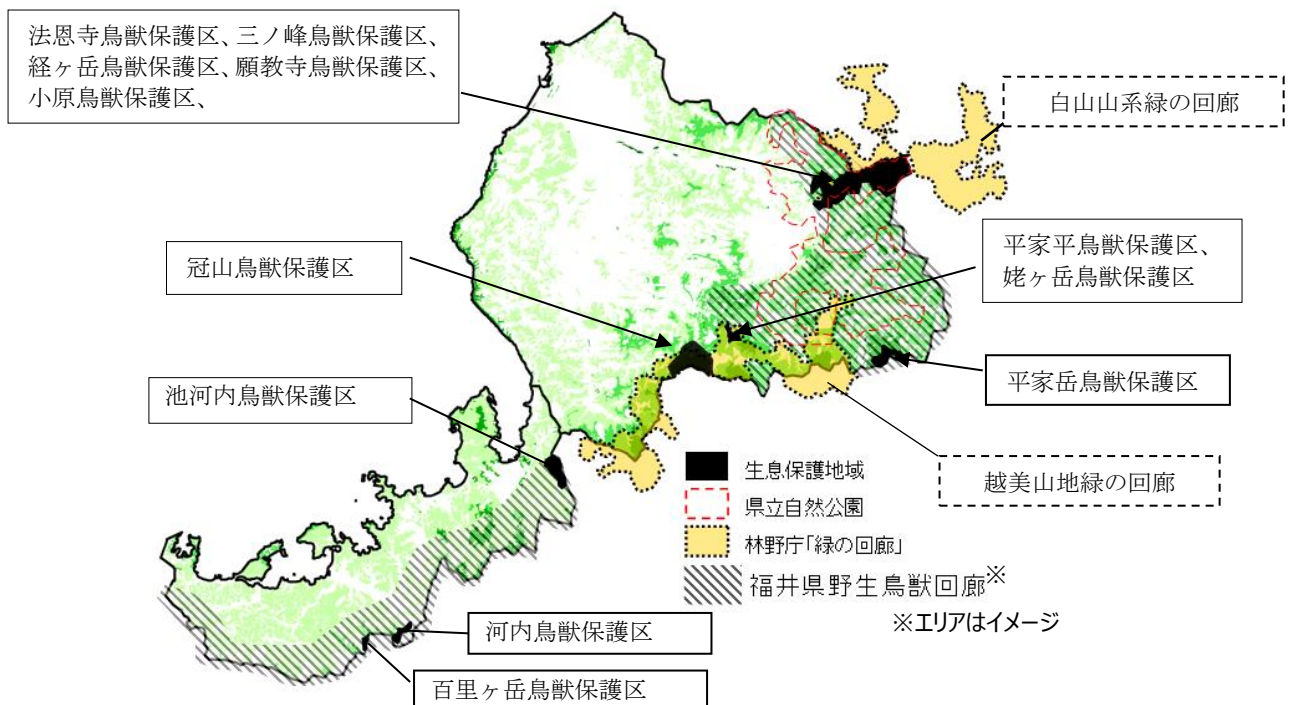 法恩寺鳥獣保護区、三ノ峰鳥獣保護区、
経ヶ岳鳥獣保護区、願教寺鳥獣保護区、
小原鳥獣保護区、
白山山系緑の回廊
冠山鳥獣保護区
平家平鳥獣保護区、
姥ヶ岳鳥獣保護区
池河内鳥獣保護区
平家岳鳥獣保護区
越美山地緑の回廊
生息保護地域
県立自然公園
林野庁「緑の回廊」
福井県野生鳥獣回廊※
※エリアはイメージ
河内鳥獣保護区
百里ヶ岳鳥獣保護区